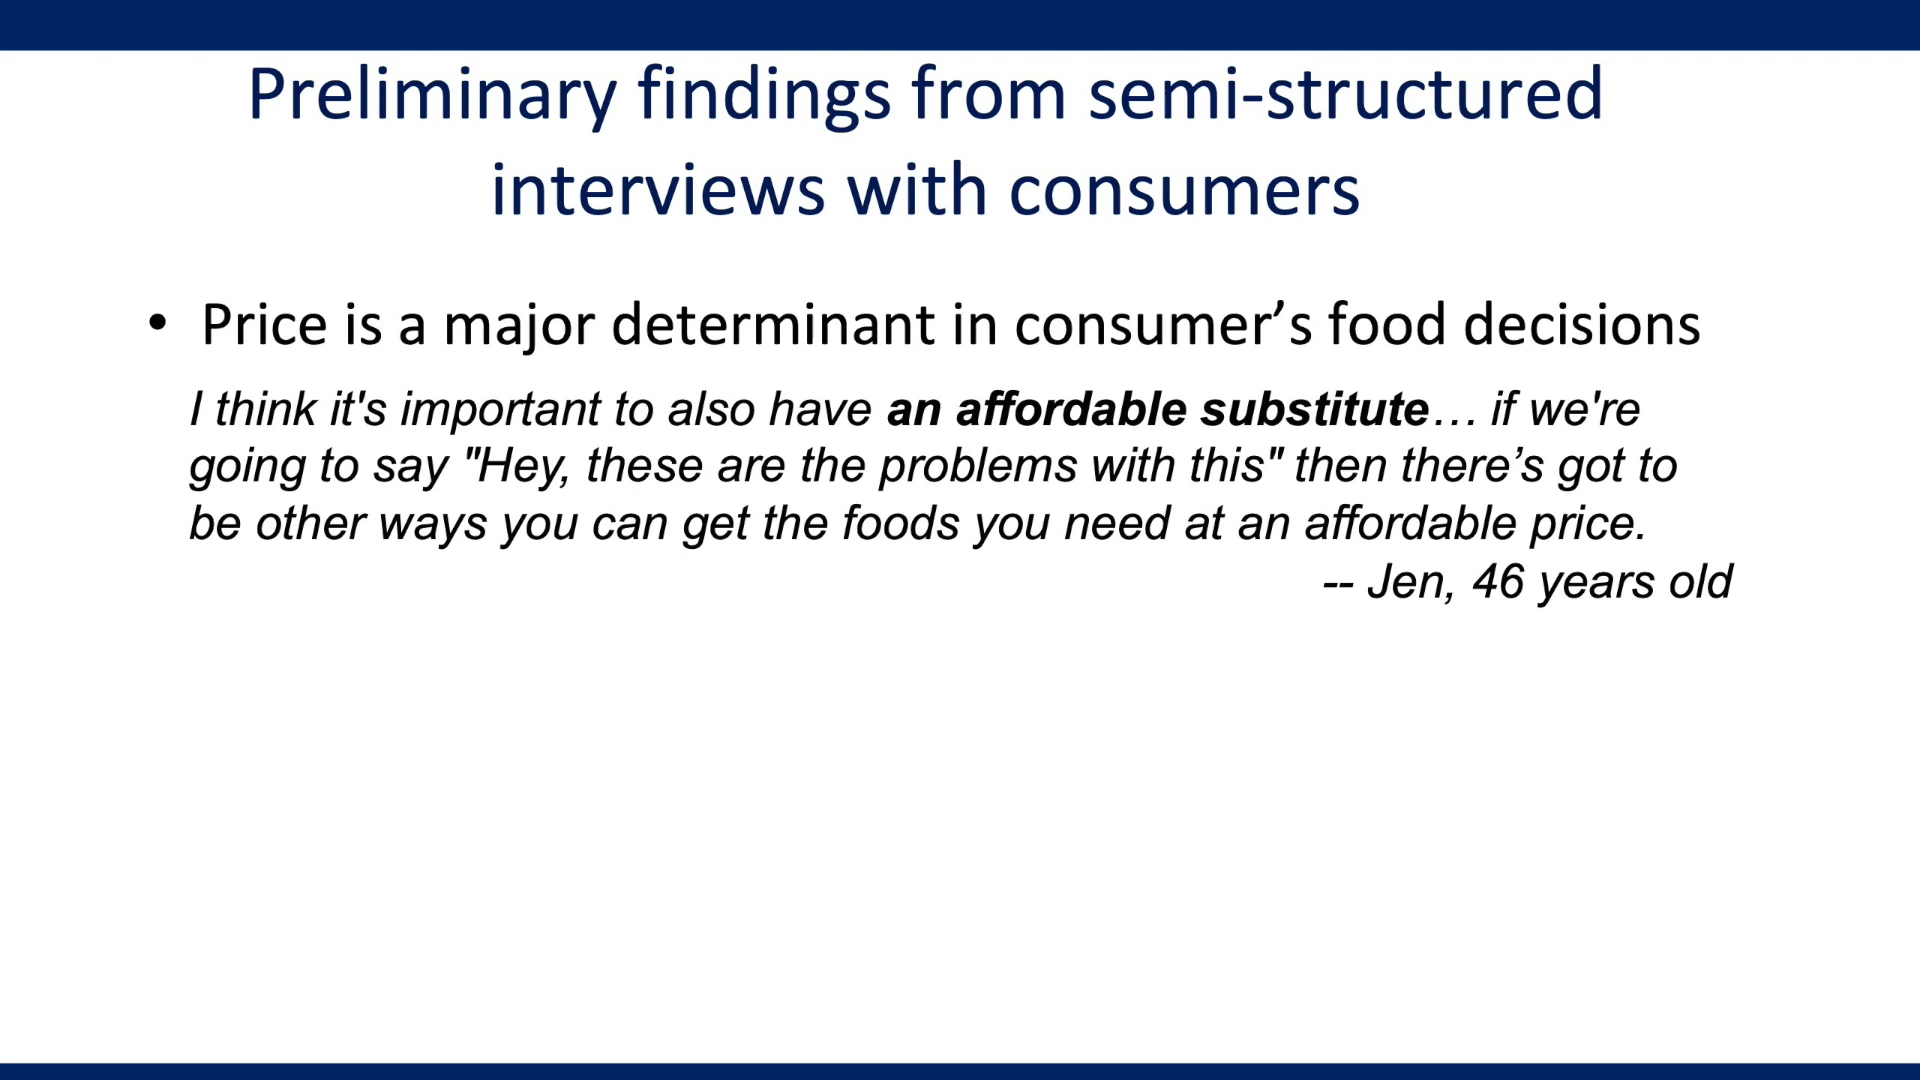 Preliminary findings from semi-structured
interviews with consumers
• Price is a major determinant in consumer’s food decisions
I think it's important to also have an affordable substitute… if we're
going to say "Hey, these are the problems with this" then there’s got to
be other ways you can get the foods you need at an affordable price.
-- Jen, 46 years old